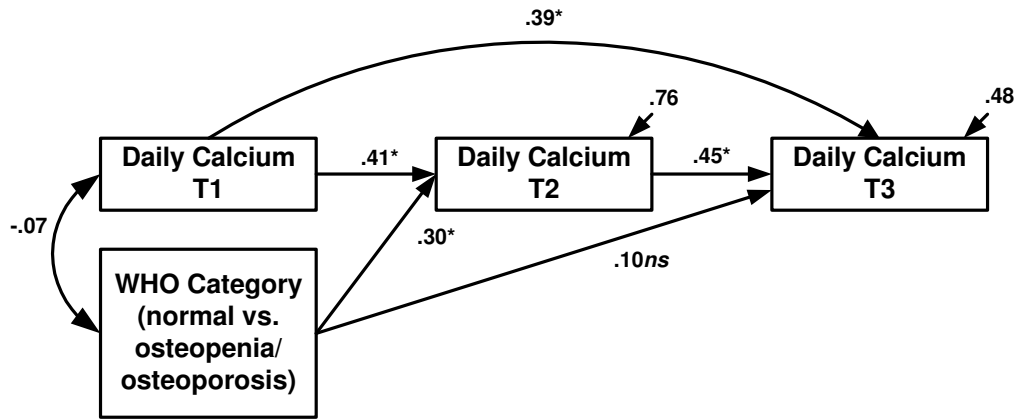 .39*
.76
.48
Daily Calcium
T1
.41*
Daily Calcium
T2
.45*
Daily Calcium
T3
-.07
.30*
.10ns
WHO Category
(normal vs.
osteopenia/
osteoporosis)